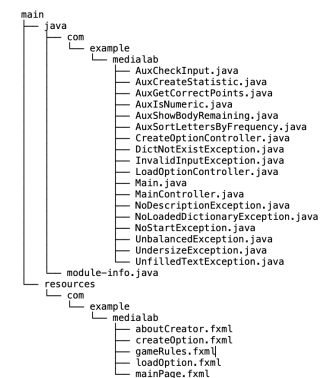 main
├── java
│   ├── com
│   │   └── example
│   │       └── medialab
│   │           ├── AuxCheckInput.java
│   │           ├── AuxCreateStatistic.java
│   │           ├── AuxGetCorrectPoints.java
│   │           ├── AuxIsNumeric.java
│   │           ├── AuxShowBodyRemaining.java
│   │           ├── AuxSortLettersByFrequency.java
│   │           ├── CreateOptionController.java
│   │           ├── DictNotExistException.java
│   │           ├── InvalidInputException.java
│   │           ├── LoadOptionController.java
│   │           ├── Main.java
│   │           ├── MainController.java
│   │           ├── NoDescriptionException.java
│   │           ├── NoLoadedDictionaryException.java
│   │           ├── NoStartException.java
│   │           ├── UnbalancedException.java
│   │           ├── UndersizeException.java
│   │           └── UnfilledTextException.java
│   └── module-info.java
└── resources
    └── com
        └── example
            └── medialab
                ├── aboutCreator.fxml
                ├── createOption.fxml
                ├── gameRules.fxml
                ├── loadOption.fxml
                └── mainPage.fxml